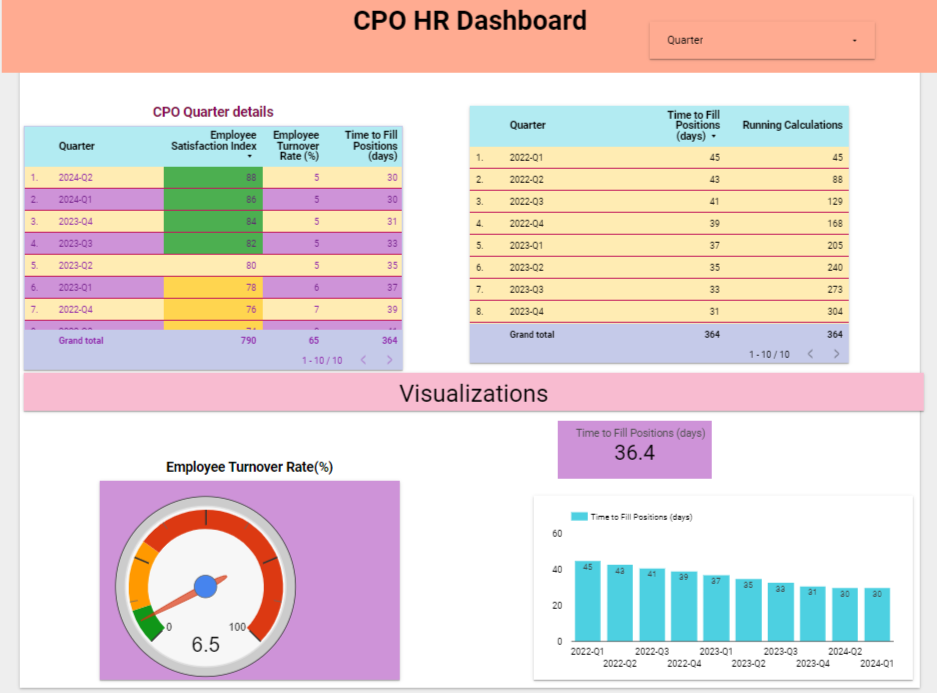 CPO HR Dashboard
Quarter
CPO Quarter details
Quarter Employee Satisfaction Index Employee Turnover Rate (%) Time to Fill Positions (days)
1. 2024-Q2 88 5 30
2. 2024-Q1 86 5 30
3. 2023-Q4 84 5 31
4. 2023-Q3 82 5 33
5. 2023-Q2 80 5 35
6. 2023-Q1 78 6 37
7. 2022-Q4 76 7 39
Grand total 790 65 364
1 - 10 / 10
Quarter Time to Fill Positions (days) Running Calculations
1. 2022-Q1 45 45
2. 2022-Q2 43 88
3. 2022-Q3 41 129
4. 2022-Q4 39 168
5. 2023-Q1 37 205
6. 2023-Q2 35 240
7. 2023-Q3 33 273
8. 2023-Q4 31 304
Grand total 364 364
1 - 10 / 10
Visualizations
Employee Turnover Rate(%)
0 100
6.5
Time to Fill Positions (days)
36.4
Time to Fill Positions (days)
60
40
20
0
45 43 41 39 37 35 33 31 30 30
2022-Q1 2022-Q3 2023-Q1 2023-Q3 2024-Q2
2022-Q2 2022-Q4 2023-Q2 2023-Q4 2024-Q1